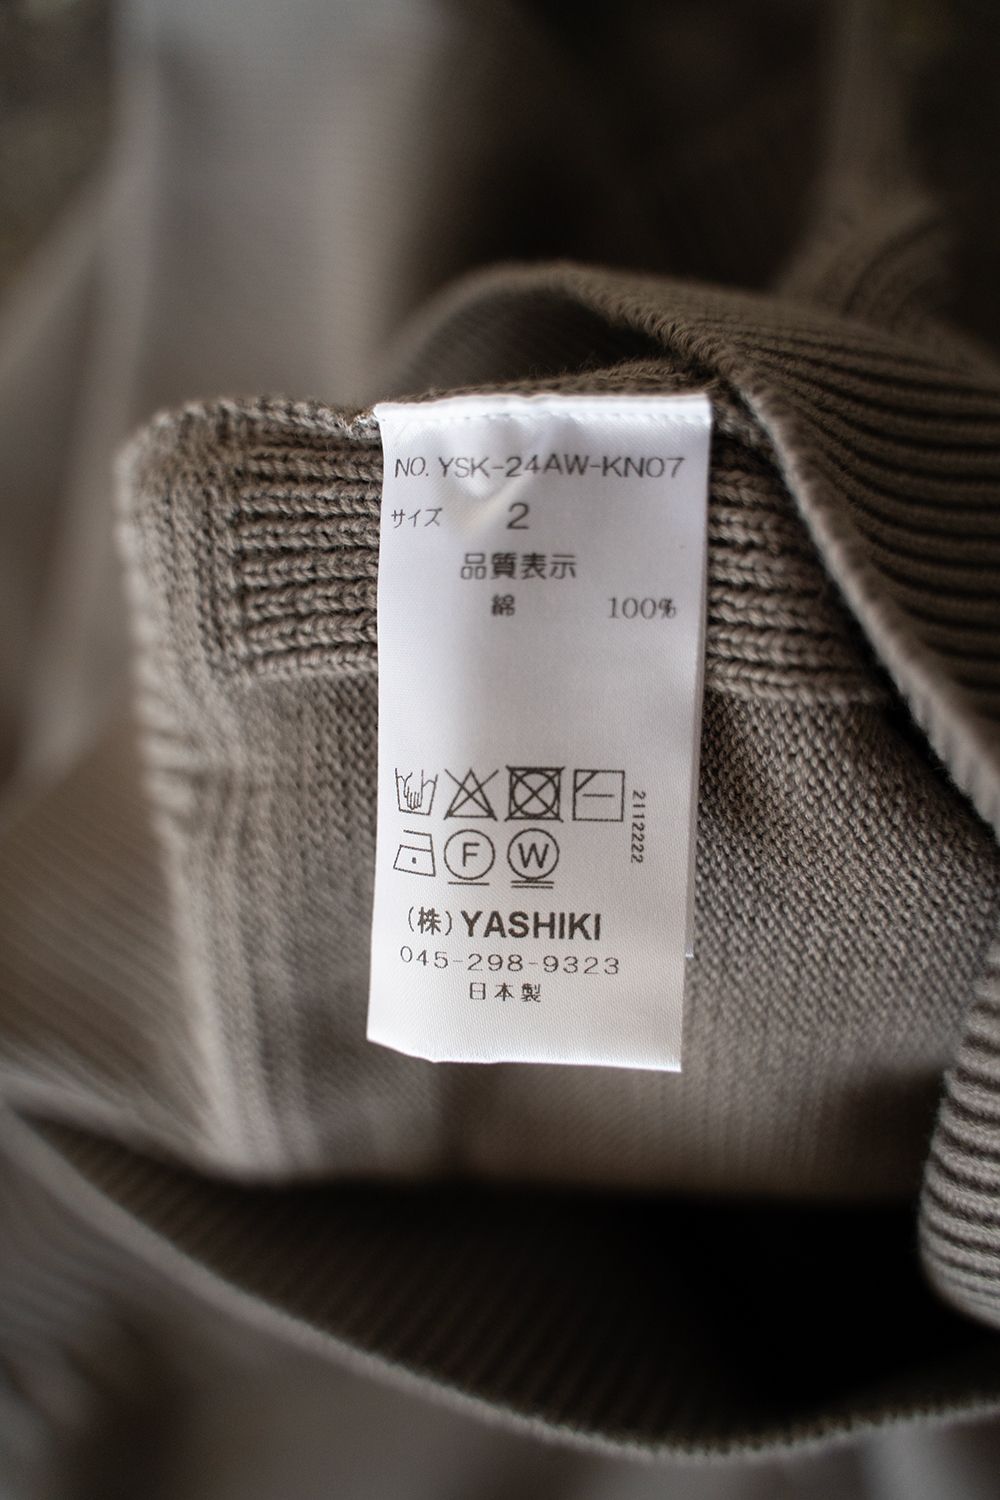 NO. YSK-24AW-KN07
サイズ 2
品質表示
綿 100%
2112222
F W
(株) YASHIKI
045-298-9323
日本製